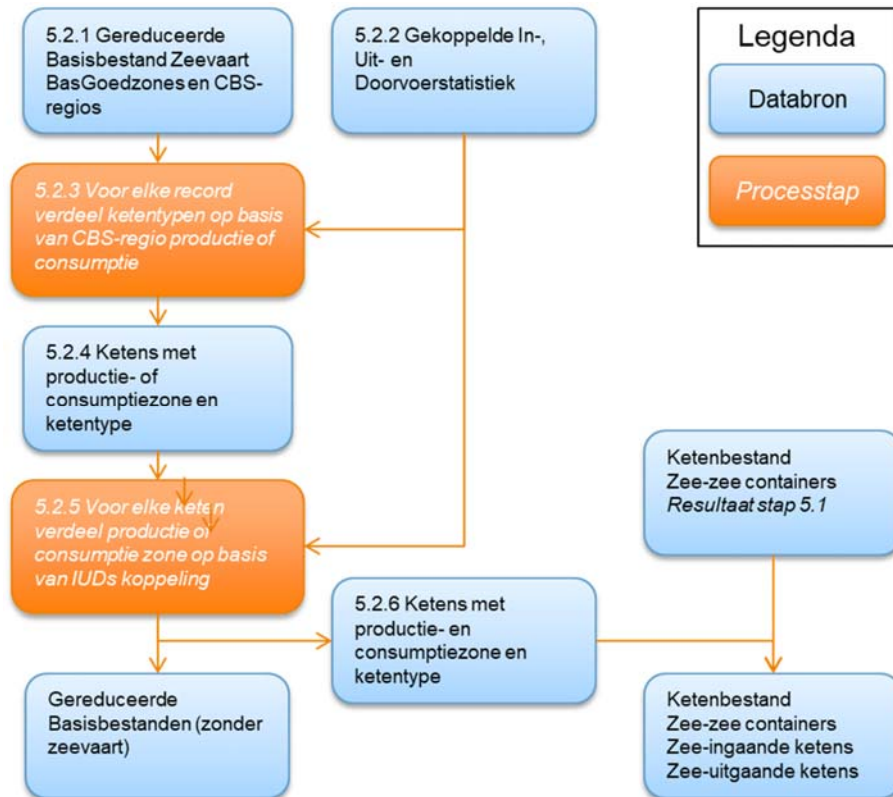 5.2.1 Gereduceerde
Basisbestand Zeevaart
BasGoedzones en CBS-
regios
5.2.2 Gekoppelde In-,
Uit- en
Doorvoerstatistiek
Legenda
Databron
Processtap
5.2.3 Voor elke record
verdeel ketentypen op basis
van CBS-regio productie of
consumptie
5.2.4 Ketens met
productie- of
consumptiezone en
ketentype
5.2.5 Voor elke keten
verdeel productie of
consumptie zone op basis
van IUDs koppeling
Ketenbestand
Zee-zee containers
Resultaat stap 5.1
5.2.6 Ketens met
productie- en
consumptiezone en
ketentype
Gereduceerde
Basisbestanden (zonder
zeevaart)
Ketenbestand
Zee-zee containers
Zee-ingaande ketens
Zee-uitgaande ketens